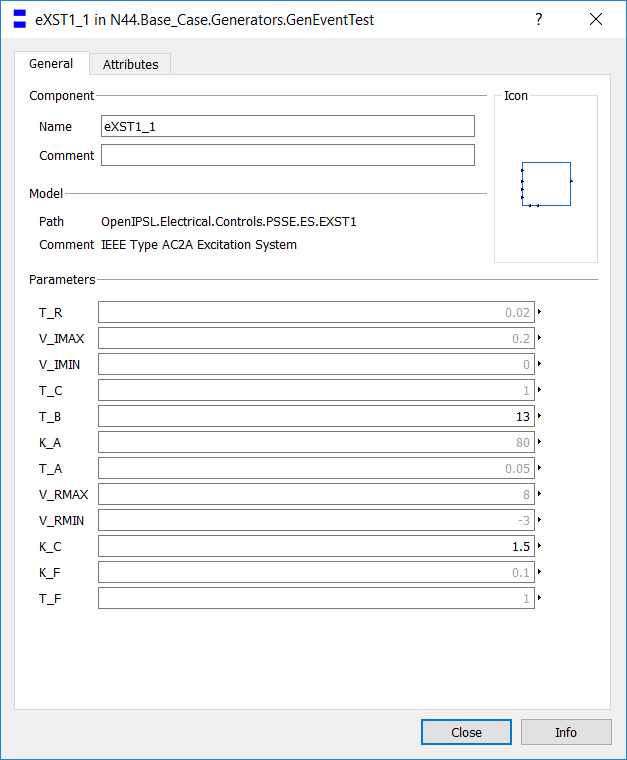 eXST1_1 in N44.Base_Case.Generators.GenEventTest ?
General Attributes
Component
Icon
Name eXST1_1
Comment
Model
Path OpenIPSL.Electrical.Controls.PSSE.ES.EXST1
Comment IEEE Type AC2A Excitation System
Parameters
T_R 0.02
V_IMAX 0.2
V_IMIN 0
T_C 1
T_B 13
K_A 80
T_A 0.05
V_RMAX 8
V_RMIN -3
K_C 1.5
K_F 0.1
T_F 1
Close Info